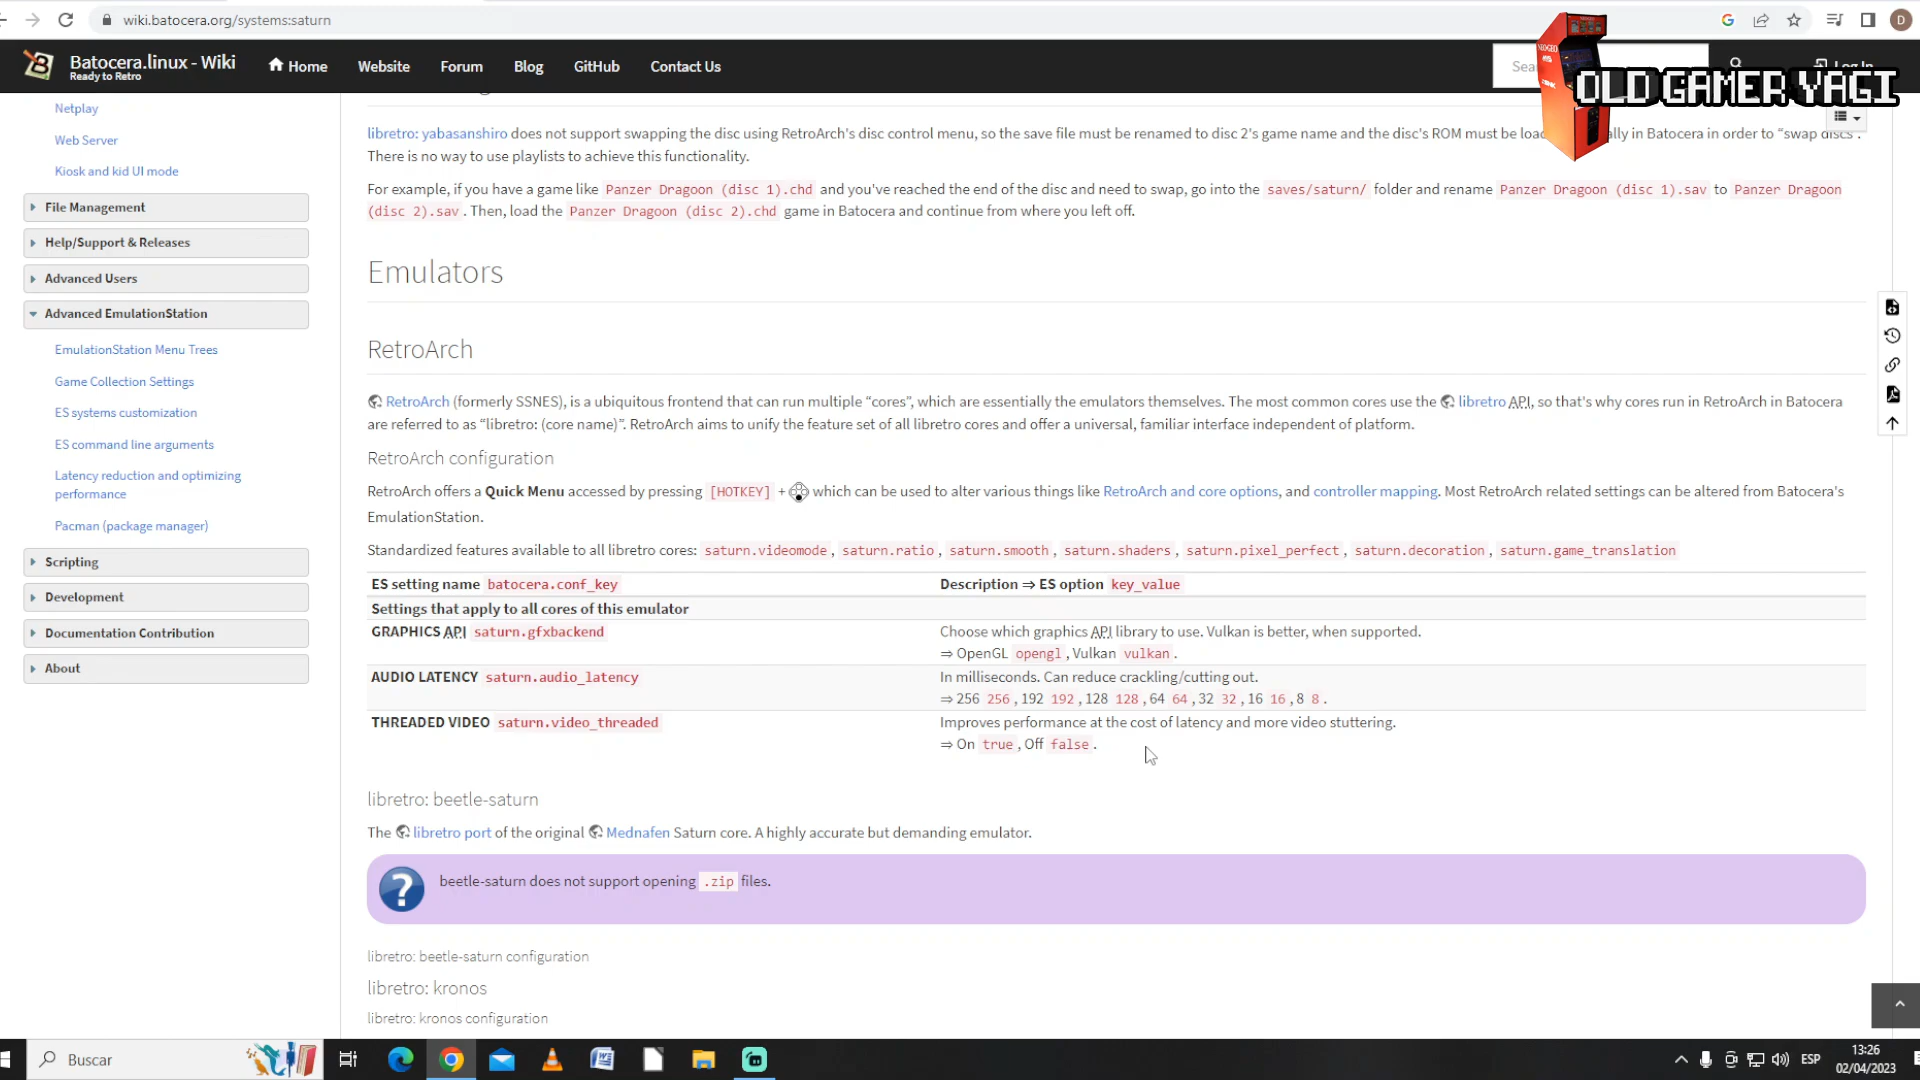 wiki.batocera.org/systems:saturn
D
Batocera.linux - Wiki
Ready to Retro
Home
Website
Forum
Blog
GitHub
Contact Us
Log In
OLD GAMER YAGI
Netplay
Web Server
Kiosk and kid UI mode
File Management
Help/Support & Releases
Advanced Users
Advanced EmulationStation
EmulationStation Menu Trees
Game Collection Settings
ES systems customization
ES command line arguments
Latency reduction and optimizing
performance
Pacman (package manager)
Scripting
Development
Documentation Contribution
About
libretro: yabasanshiro does not support swapping the disc using RetroArch's disc control menu, so the save file must be renamed to disc 2's game name and the disc's ROM must be in Batocera in order to “swap discs”.
There is no way to use playlists to achieve this functionality.
For example, if you have a game like Panzer Dragoon (disc 1).chd and you've reached the end of the disc and need to swap, go into the saves/saturn/ folder and rename Panzer Dragoon (disc 1).sav to Panzer Dragoon
(disc 2).sav . Then, load the Panzer Dragoon (disc 2).chd game in Batocera and continue from where you left off.
Emulators
RetroArch
RetroArch (formerly SSNES), is a ubiquitous frontend that can run multiple “cores”, which are essentially the emulators themselves. The most common cores use the libretro API, so that's why cores run in RetroArch in Batocera
are referred to as “libretro: (core name)”. RetroArch aims to unify the feature set of all libretro cores and offer a universal, familiar interface independent of platform.
RetroArch configuration
RetroArch offers a Quick Menu accessed by pressing [HOTKEY] + which can be used to alter various things like RetroArch and core options, and controller mapping. Most RetroArch related settings can be altered from Batocera's
EmulationStation.
Standardized features available to all libretro cores: saturn.videomode , saturn.ratio , saturn.smooth , saturn.shaders , saturn.pixel_perfect , saturn.decoration , saturn.game_translation
ES setting name batocera.conf_key Description ⇒ ES option key_value
Settings that apply to all cores of this emulator
GRAPHICS API saturn.gfxbackend Choose which graphics API library to use. Vulkan is better, when supported.
⇒ OpenGL opengl , Vulkan vulkan .
AUDIO LATENCY saturn.audio_latency In milliseconds. Can reduce crackling/cutting out.
⇒ 256 256 , 192 192 , 128 128 , 64 64 , 32 32 , 16 16 , 8 8 .
THREADED VIDEO saturn.video_threaded Improves performance at the cost of latency and more video stuttering.
⇒ On true , Off false .
libretro: beetle-saturn
The libretro port of the original Mednafen Saturn core. A highly accurate but demanding emulator.
beetle-saturn does not support opening .zip files.
libretro: beetle-saturn configuration
libretro: kronos
libretro: kronos configuration
Buscar
ESP
13:26
02/04/2023